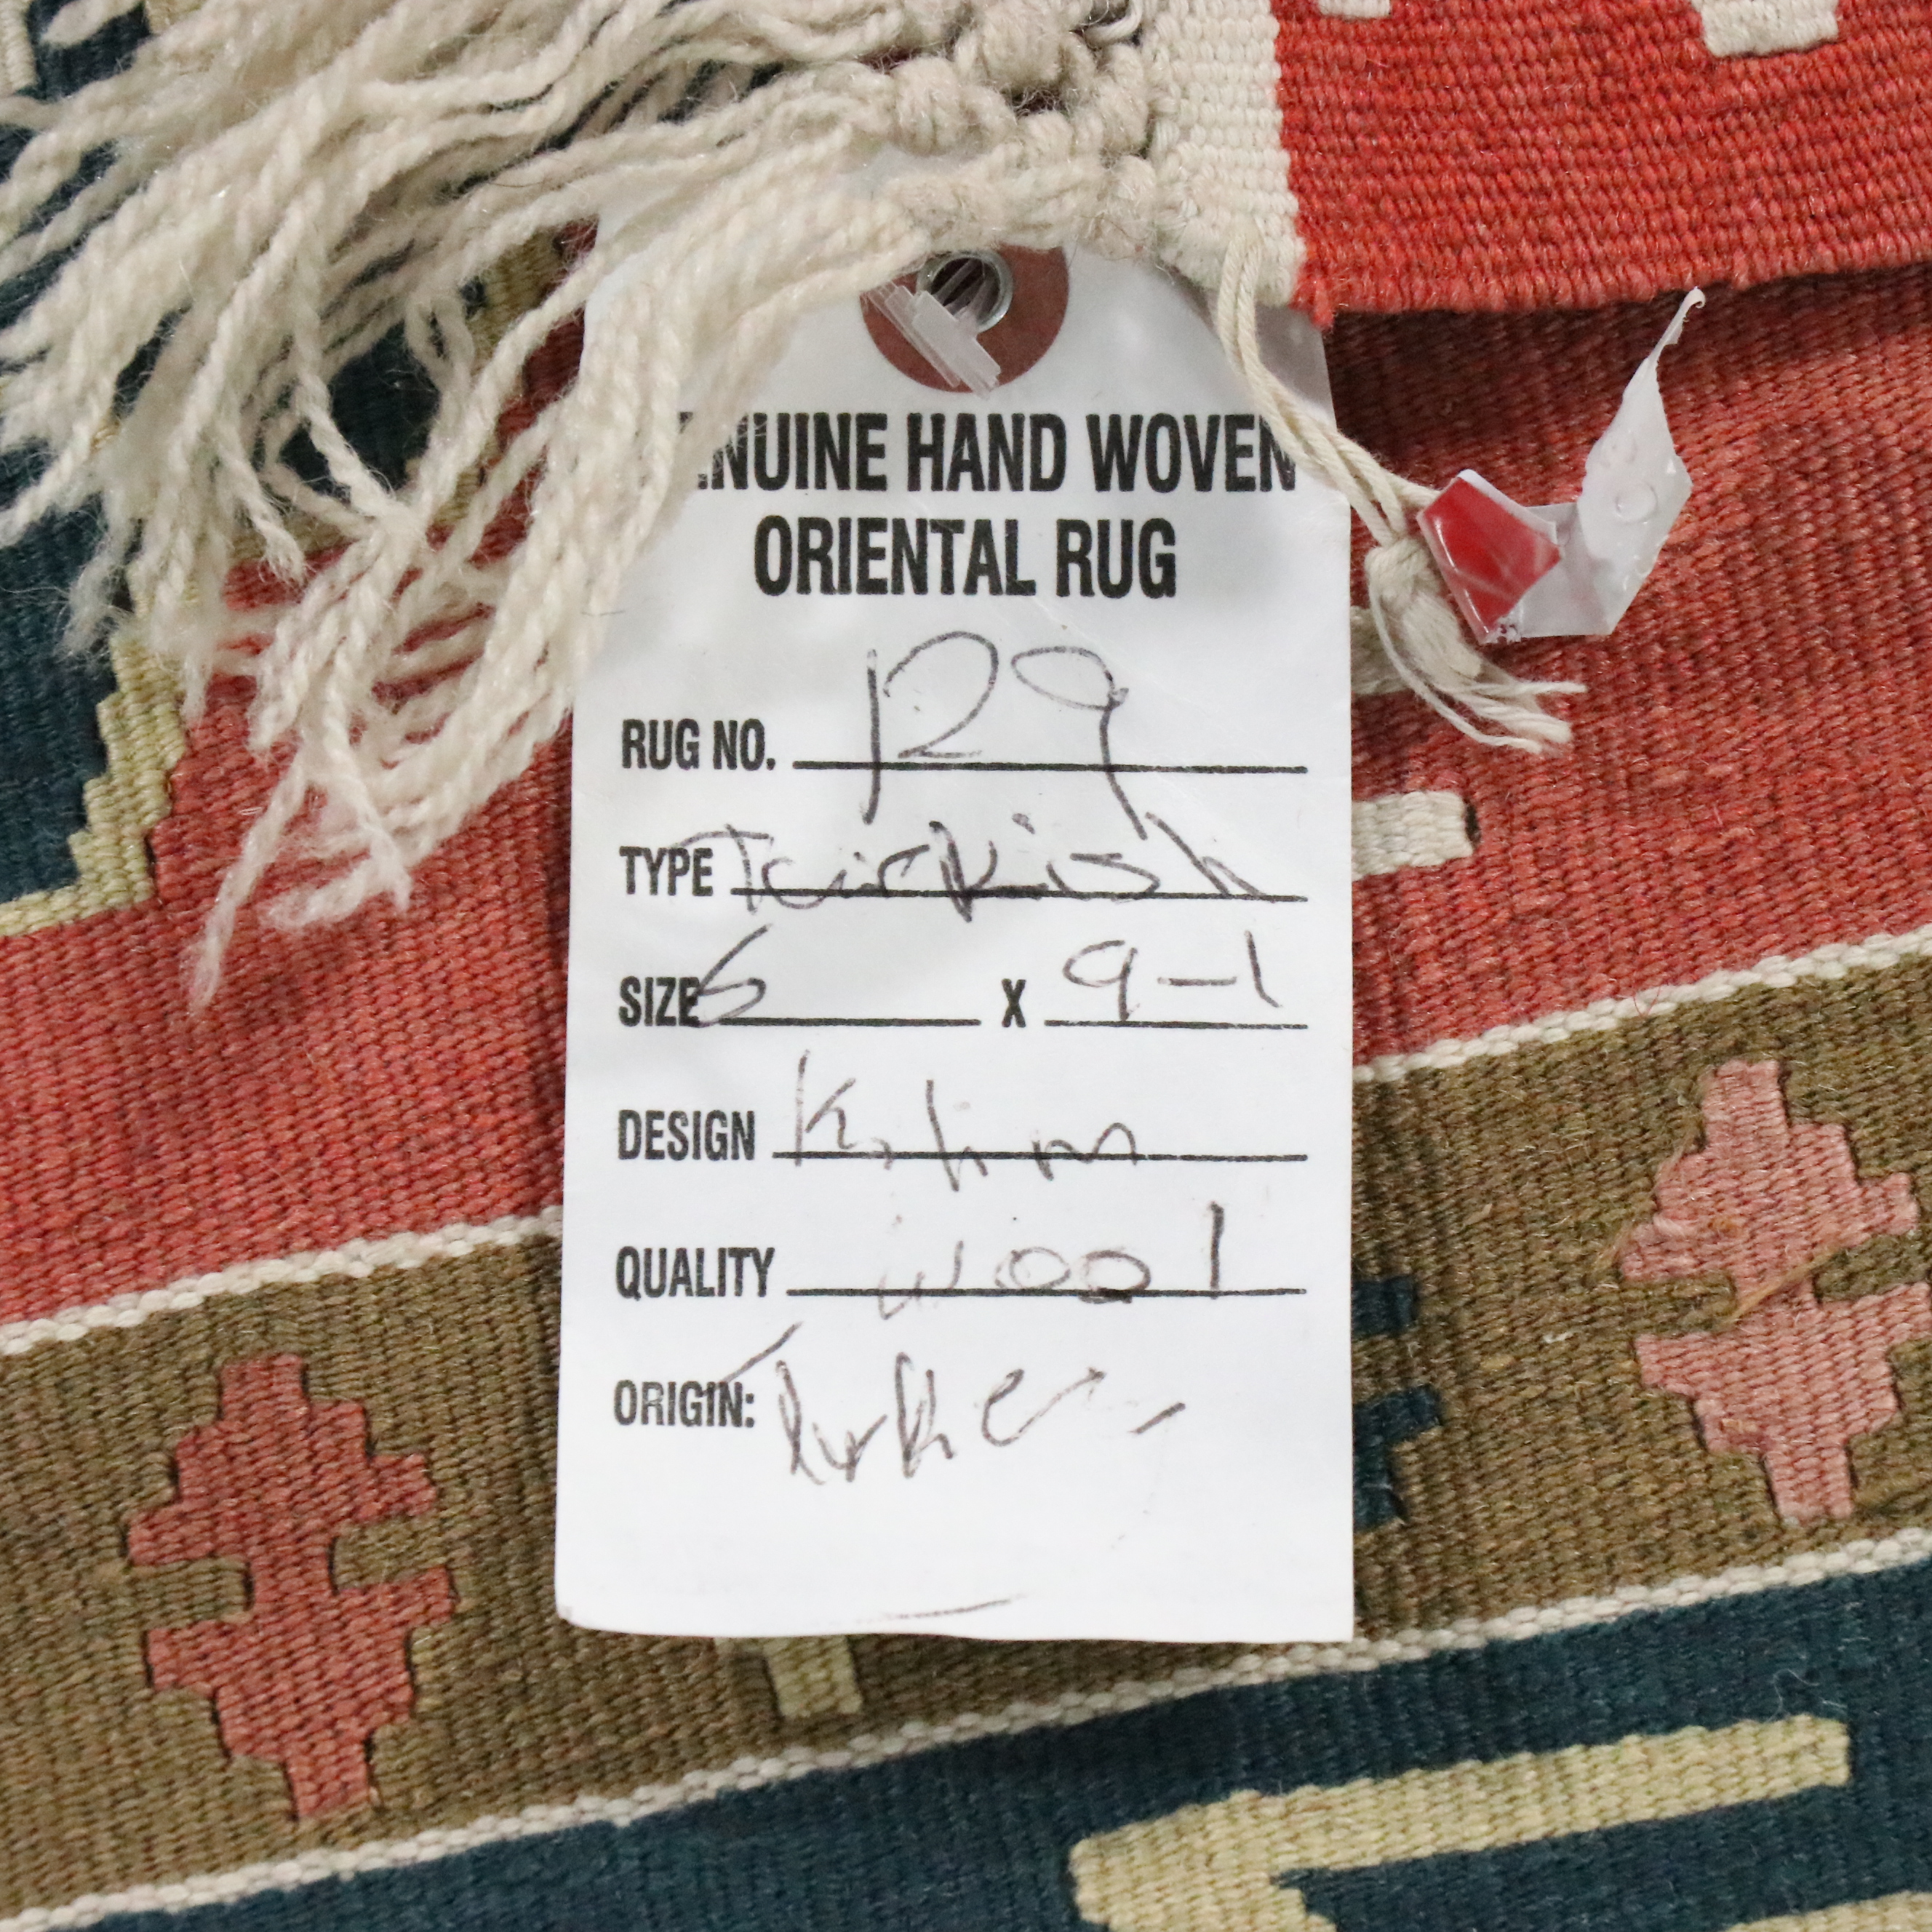 ENUINE HAND WOVEN
ORIENTAL RUG
RUG NO. 129
TYPE Turkish
SIZE 6 X 9-1
DESIGN Kilim
QUALITY wool
ORIGIN: Turkey